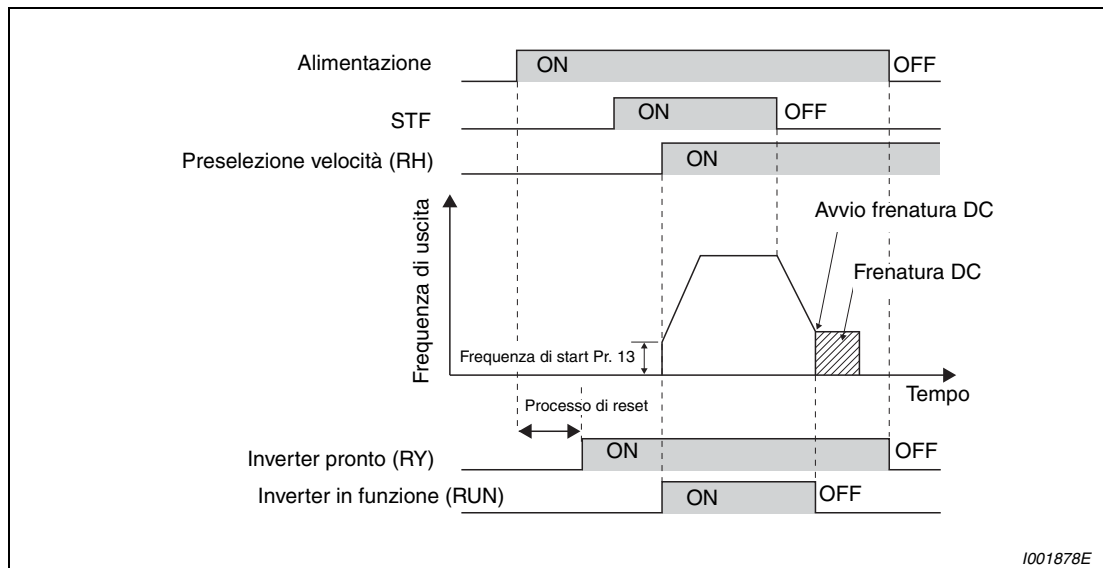 Alimentazione
ON
OFF
STF
ON
OFF
Preselezione velocità (RH)
ON
Frequenza di uscita
Avvio frenatura DC
Frenatura DC
Frequenza di start Pr. 13
Tempo
Processo di reset
Inverter pronto (RY)
ON
OFF
Inverter in funzione (RUN)
ON
OFF
I001878E